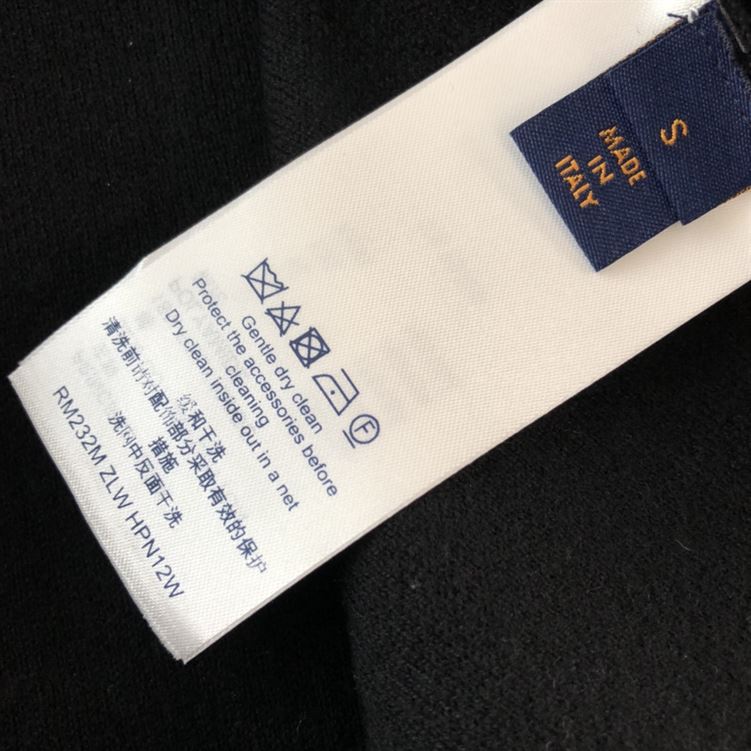 S
MADE
IN
ITALY
F
Gentle dry clean
Protect the accessories before
cleaning
Dry clean inside out in a net
缓和干洗
清洗前请对配饰部分采取有效的保护
措施
洗网中反面干洗
RM232M ZLW HPN12W